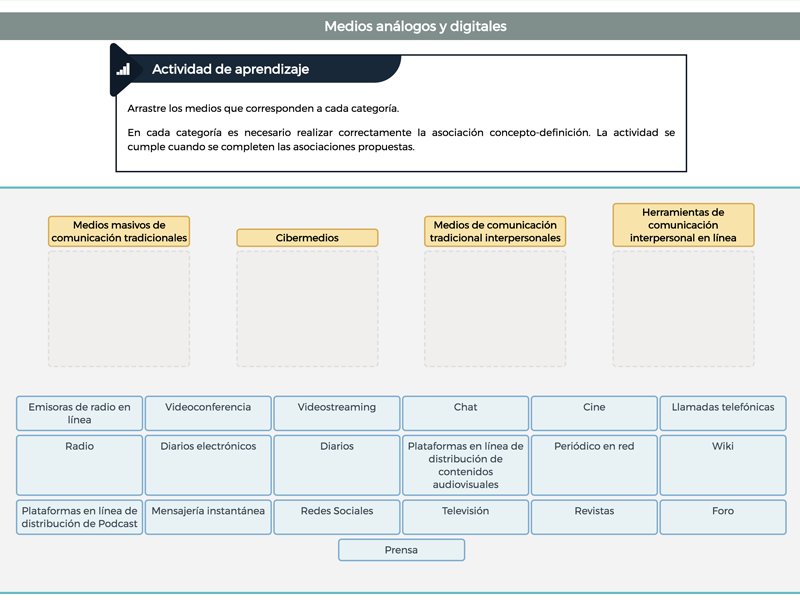 Medios análogos y digitales
Actividad de aprendizaje
Arrastre los medios que corresponden a cada categoría.
En cada categoría es necesario realizar correctamente la asociación concepto-definición. La actividad se
cumple cuando se completen las asociaciones propuestas.
Medios masivos de
comunicación tradicionales
Cibermedios
Medios de comunicación
tradicional interpersonales
Herramientas de
comunicación
interpersonal en línea
Emisoras de radio en
línea
Videoconferencia
Videostreaming
Chat
Cine
Llamadas telefónicas
Radio
Diarios electrónicos
Diarios
Plataformas en línea de
distribución de
contenidos
audiovisuales
Periódico en red
Wiki
Plataformas en línea de
distribución de Podcast
Mensajería instantánea
Redes Sociales
Televisión
Revistas
Foro
Prensa